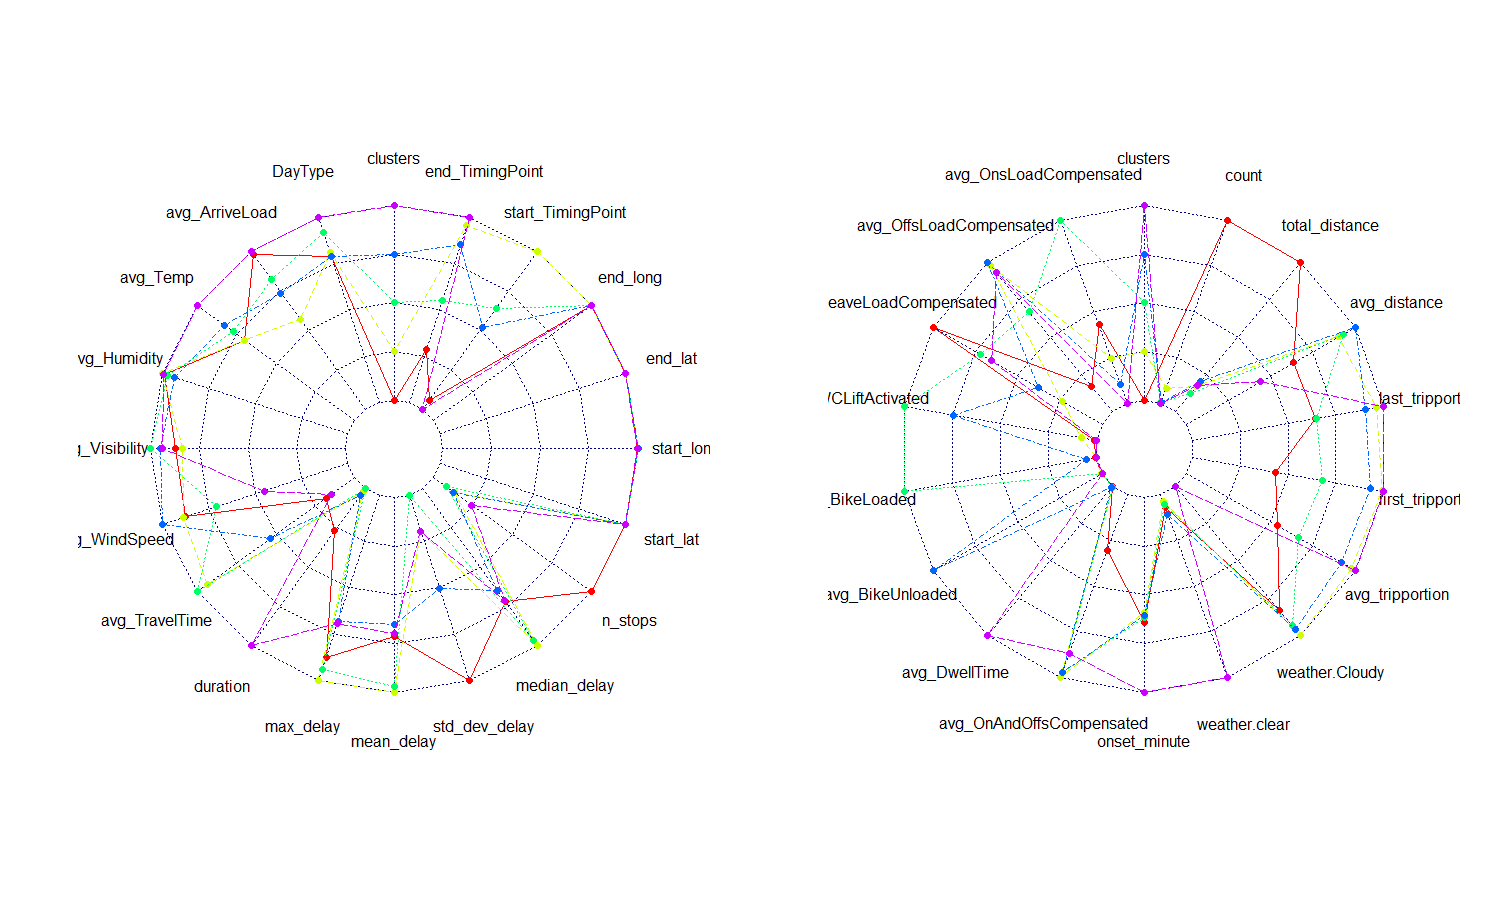 clusters
DayType
end_TimingPoint
avg_ArriveLoad
start_TimingPoint
avg_Temp
end_long
vg_Humidity
end_lat
g_Visibility
start_lon
g_WindSpeed
start_lat
avg_TravelTime
n_stops
duration
median_delay
max_delay
std_dev_delay
mean_delay
clusters
avg_OnsLoadCompensated
count
avg_OffsLoadCompensated
total_distance
eaveLoadCompensated
avg_distance
/CLiftActivated
last_tripport
_BikeLoaded
first_tripport
avg_BikeUnloaded
avg_tripportion
avg_DwellTime
weather.Cloudy
avg_OnAndOffsCompensated
weather.clear
onset_minute